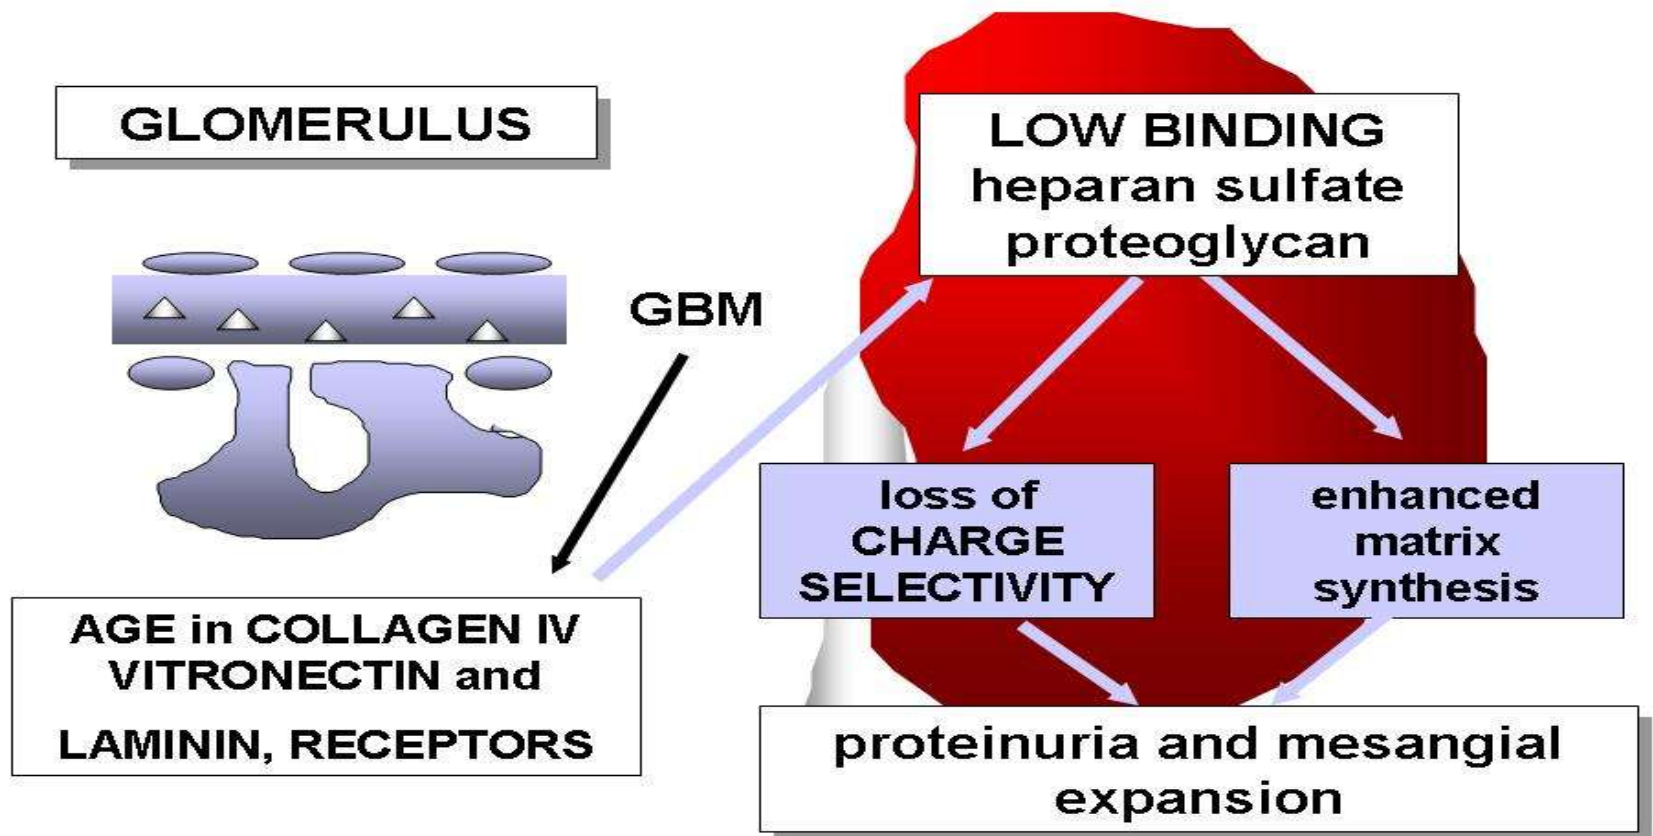 GLOMERULUS
GBM
AGE in COLLAGEN IV
VITRONECTIN and
LAMININ, RECEPTORS
LOW BINDING
heparan sulfate
proteoglycan
loss of
CHARGE
SELECTIVITY
enhanced
matrix
synthesis
proteinuria and mesangial
expansion